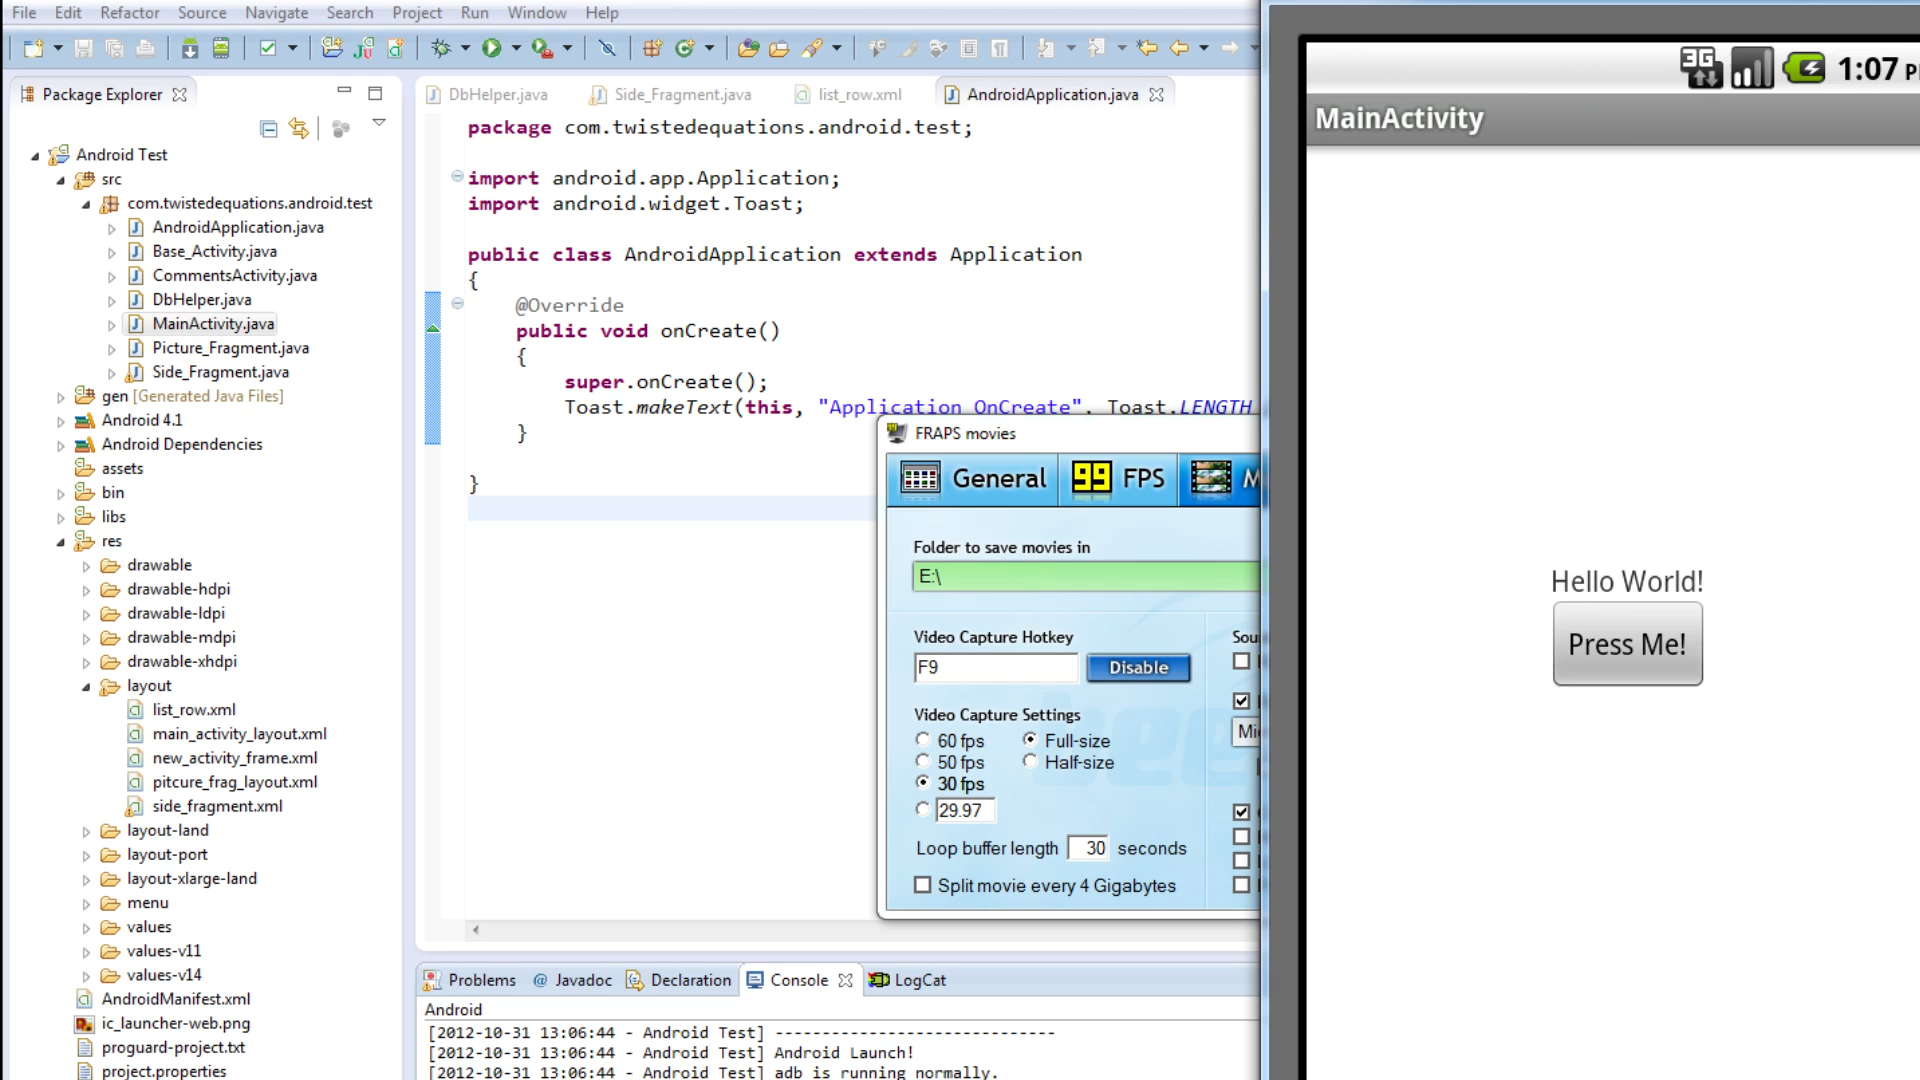 File Edit Refactor Source Navigate Search Project Run Window Help
Package Explorer
Android Test
src
com.twistedequations.android.test
AndroidApplication.java
Base_Activity.java
CommentsActivity.java
DbHelper.java
MainActivity.java
Picture_Fragment.java
Side_Fragment.java
gen [Generated Java Files]
Android 4.1
Android Dependencies
assets
bin
libs
res
drawable
drawable-hdpi
drawable-ldpi
drawable-mdpi
drawable-xhdpi
layout
list_row.xml
main_activity_layout.xml
new_activity_frame.xml
pitcure_frag_layout.xml
side_fragment.xml
layout-land
layout-port
layout-xlarge-land
menu
values
values-v11
values-v14
AndroidManifest.xml
ic_launcher-web.png
proguard-project.txt
project.properties
DbHelper.java Side_Fragment.java list_row.xml AndroidApplication.java
package com.twistedequations.android.test;
import android.app.Application;
import android.widget.Toast;
public class AndroidApplication extends Application
{
@Override
public void onCreate()
{
super.onCreate();
Toast.makeText(this, "Application OnCreate", Toast.LENGTH
}
}
FRAPS movies
General 99 FPS M
Folder to save movies in
E:\
Video Capture Hotkey
F9 Disable
Video Capture Settings
60 fps Full-size
50 fps Half-size
30 fps
29.97
Loop buffer length 30 seconds
Split movie every 4 Gigabytes
Sou
Mi
Problems @ Javadoc Declaration Console LogCat
Android
[2012-10-31 13:06:44 - Android Test] ------------------------------
[2012-10-31 13:06:44 - Android Test] Android Launch!
[2012-10-31 13:06:44 - Android Test] adb is running normally.
3G 1:07 P
MainActivity
Hello World!
Press Me!